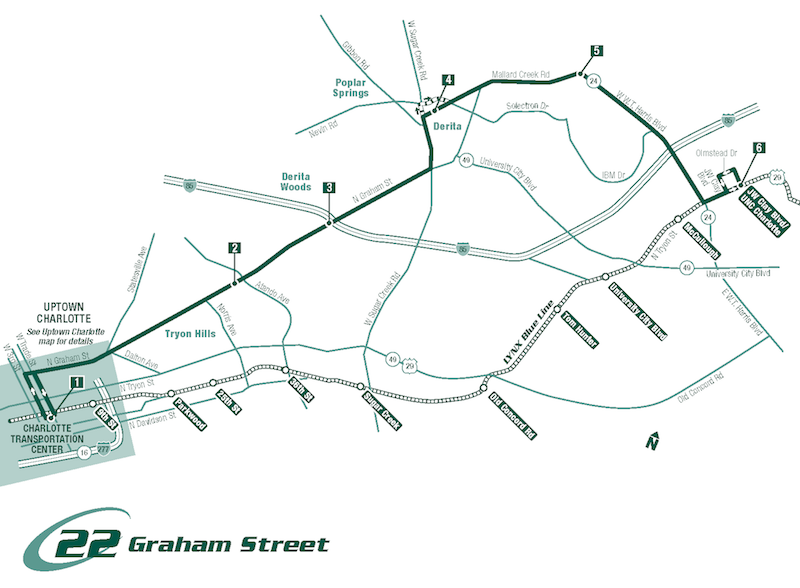 W Sugar Creek Rd
Gibbon Rd
5
Mallard Creek Rd
24
4
Poplar
Springs
W.W.T. Harris Blvd
Selectron Dr
Derita
Nevin Rd
85
6
Olmstead Dr
49
University City Blvd
IBM Dr
JW Clay
Blvd
29
Derita
Woods
85
3
N Graham St
JW Clay Blvd/
UNC Charlotte
24
McCullough
N Tryon St
85
2
49
University City Blvd
Statesville Ave
Atando Ave
University City Blvd
E.W.T. Harris Blvd
W Sugar Creek Rd
LYNX Blue Line
Tom Hunter
UPTOWN
CHARLOTTE
See Uptown Charlotte
map for details
Norris Ave
Tryon Hills
W Trade St
N Graham St
Dalton Ave
49
29
N Tryon St
36th St
25th St
Parkwood
Sugar Creek
Old Concord Rd
Old Concord Rd
1
9th St
N Davidson St
CHARLOTTE
TRANSPORTATION
CENTER
16
277
N
22 Graham Street